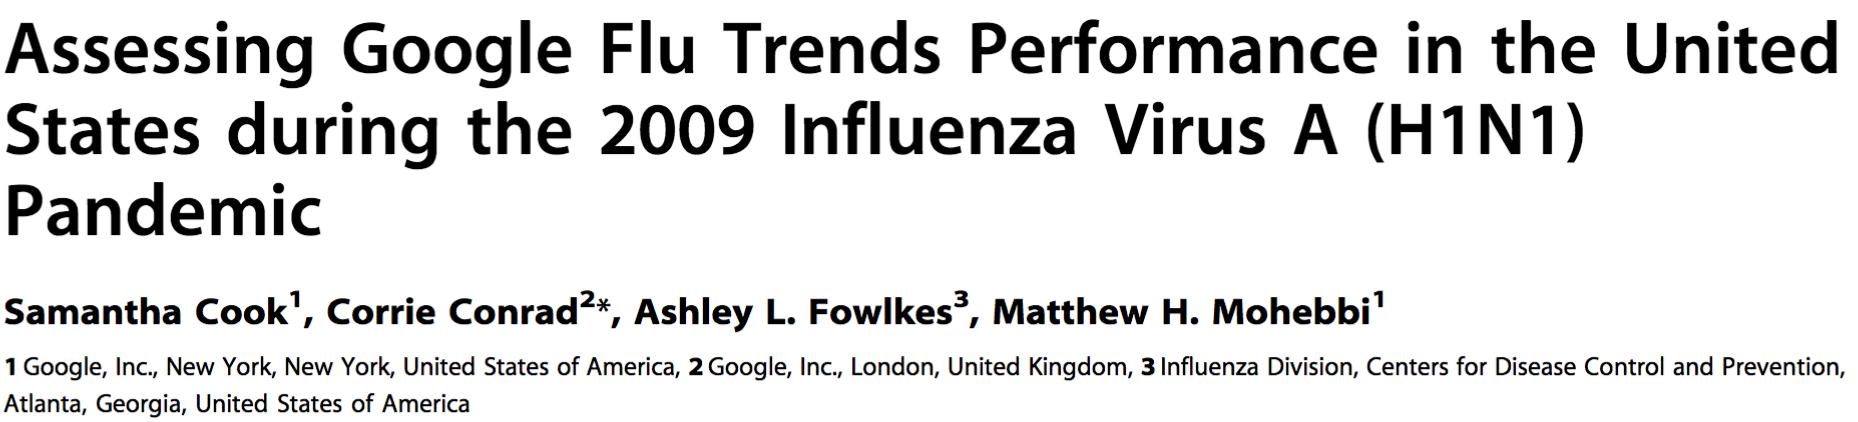 Assessing Google Flu Trends Performance in the United
States during the 2009 Influenza Virus A (H1N1)
Pandemic
Samantha Cook1, Corrie Conrad2*, Ashley L. Fowlkes3, Matthew H. Mohebbi1
1 Google, Inc., New York, New York, United States of America, 2 Google, Inc., London, United Kingdom, 3 Influenza Division, Centers for Disease Control and Prevention,
Atlanta, Georgia, United States of America